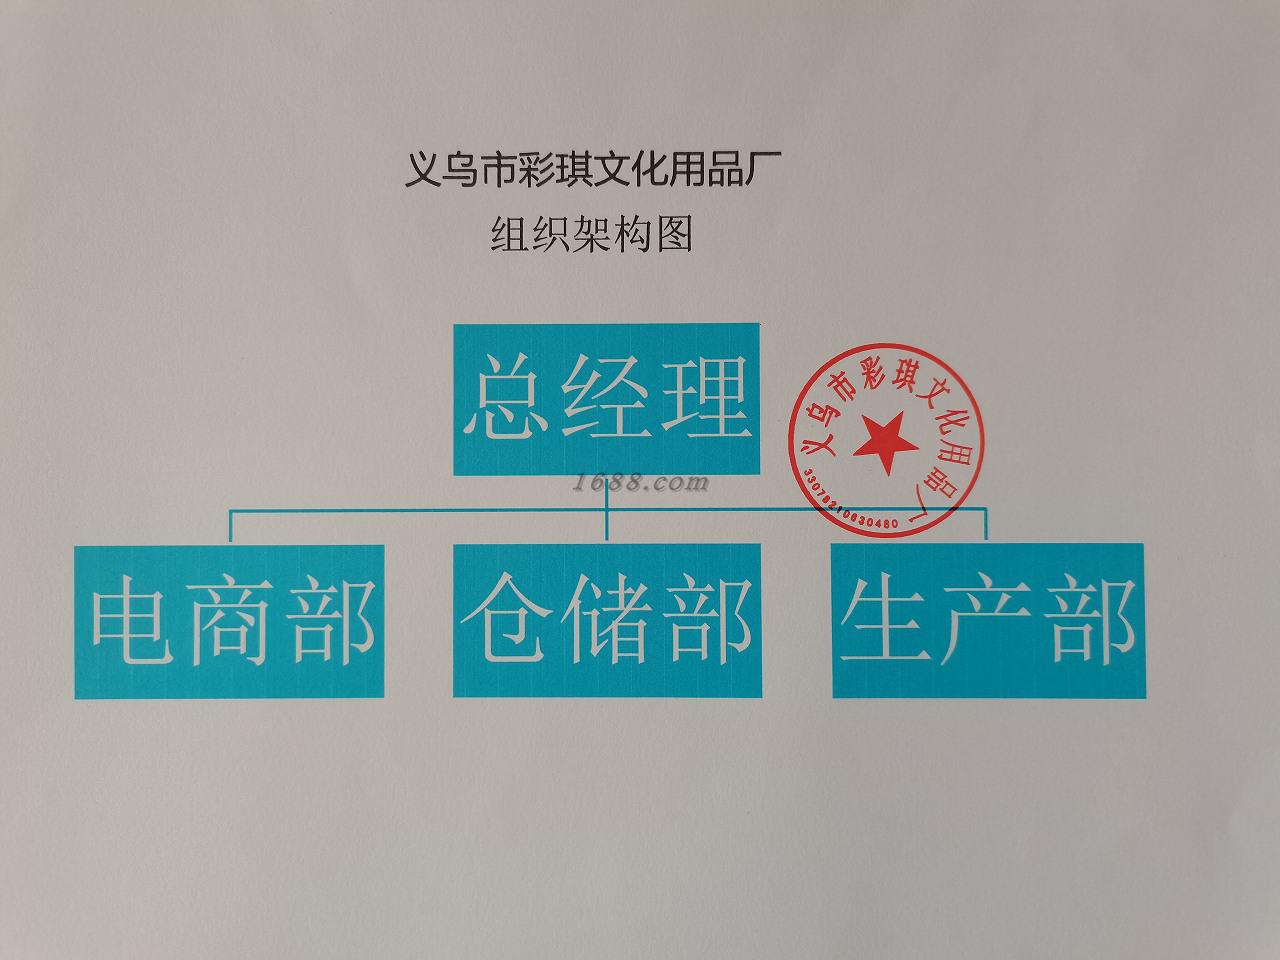 义乌市彩琪文化用品厂
组织架构图
总经理
义乌市彩琪文化用品厂
33078210630480
1688.com
电商部
仓储部
生产部